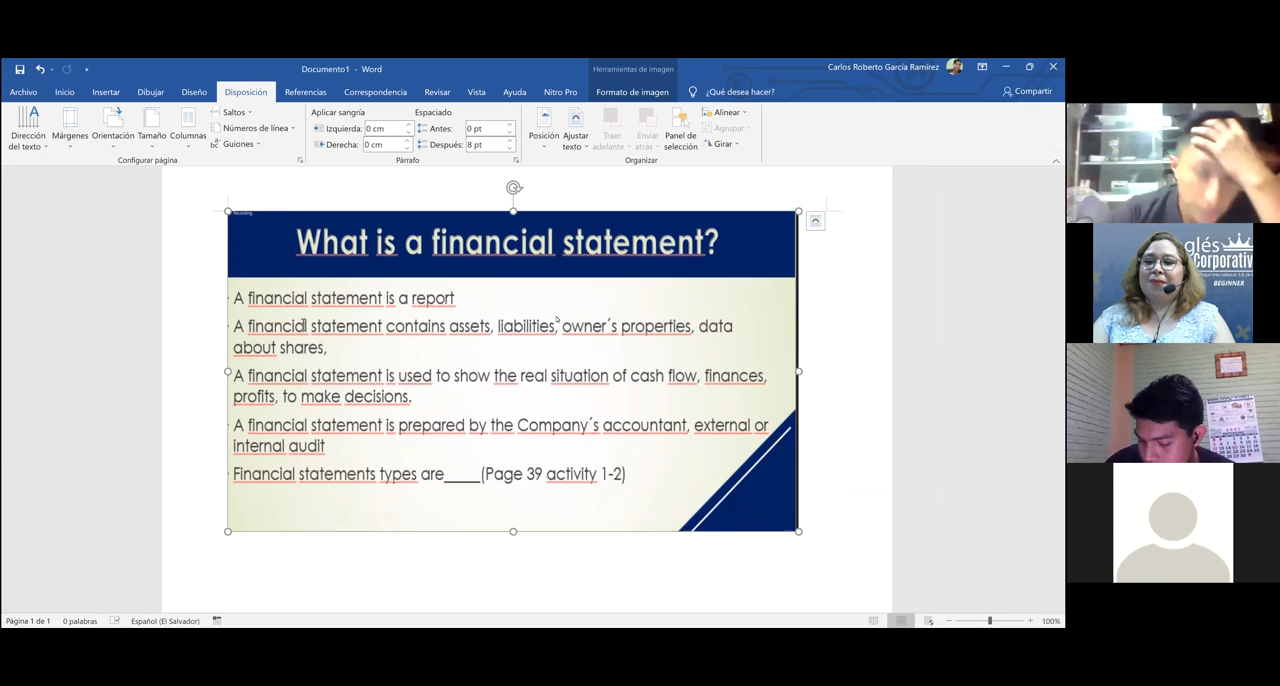 Documento1 - Word
Herramientas de imagen
Carlos Roberto García Ramírez
Archivo Inicio Insertar Dibujar Diseño Disposición Referencias Correspondencia Revisar Vista Ayuda Nitro Pro Formato de imagen ¿Qué desea hacer? Compartir
Dirección del texto
Márgenes
Orientación
Tamaño
Columnas
Saltos
Números de línea
Guiones
Configurar página
Aplicar sangría
Izquierda: 0 cm
Derecha: 0 cm
Espaciado
Antes: 0 pt
Después: 8 pt
Párrafo
Posición
Ajustar texto
Traer adelante
Enviar atrás
Panel de selección
Alinear
Agrupar
Girar
Organizar
Recording
What is a financial statement?
A financial statement is a report
A financial statement contains assets, liabilities, owner´s properties, data
about shares,
A financial statement is used to show the real situation of cash flow, finances,
profits, to make decisions.
A financial statement is prepared by the Company´s accountant, external or
internal audit
Financial statements types are____(Page 39 activity 1-2)
glés
Corporativ
BEGINNER
Página 1 de 1 0 palabras Español (El Salvador) 100%